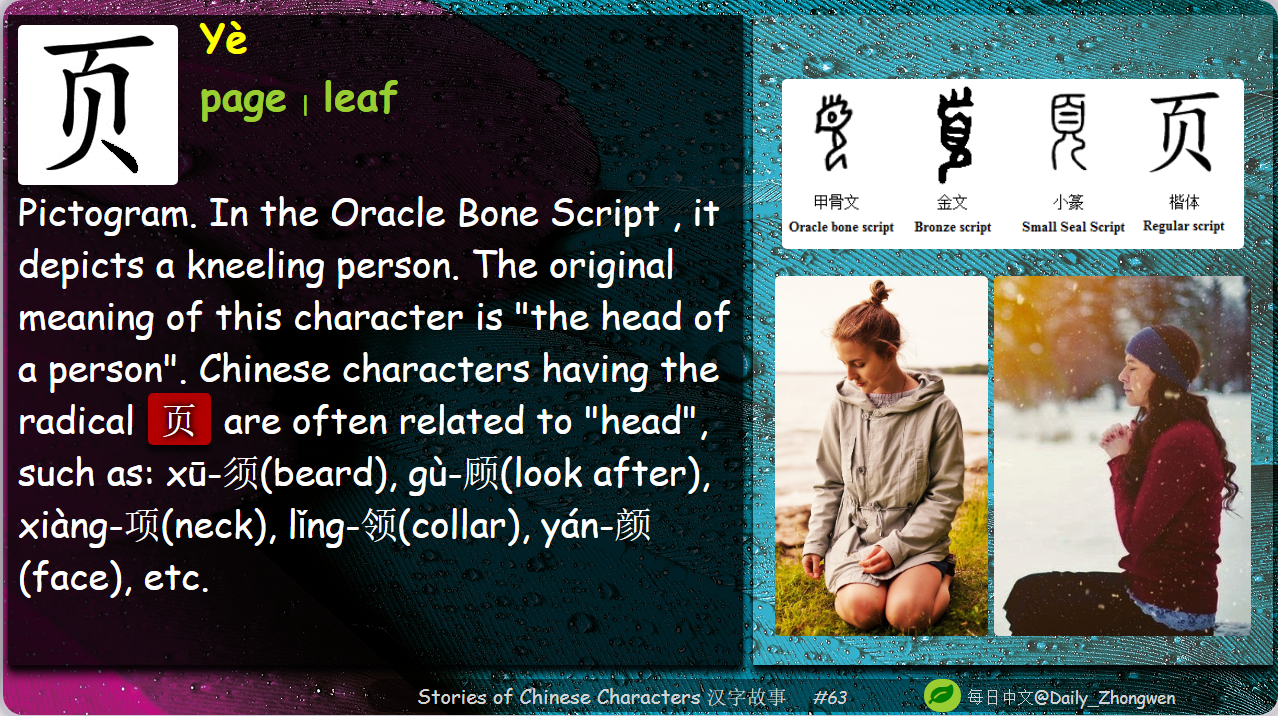 页
Yè
page | leaf
Pictogram. In the Oracle Bone Script , it
depicts a kneeling person. The original
meaning of this character is "the head of
a person". Chinese characters having the
radical 页 are often related to "head",
such as: xū-须(beard), gù-顾(look after),
xiàng-项(neck), lǐng-领(collar), yán-颜
(face), etc.
页
甲骨文 金文 小篆 楷体
Oracle bone script Bronze script Small Seal Script Regular script
Stories of Chinese Characters 汉字故事 #63
每日中文@Daily_Zhongwen